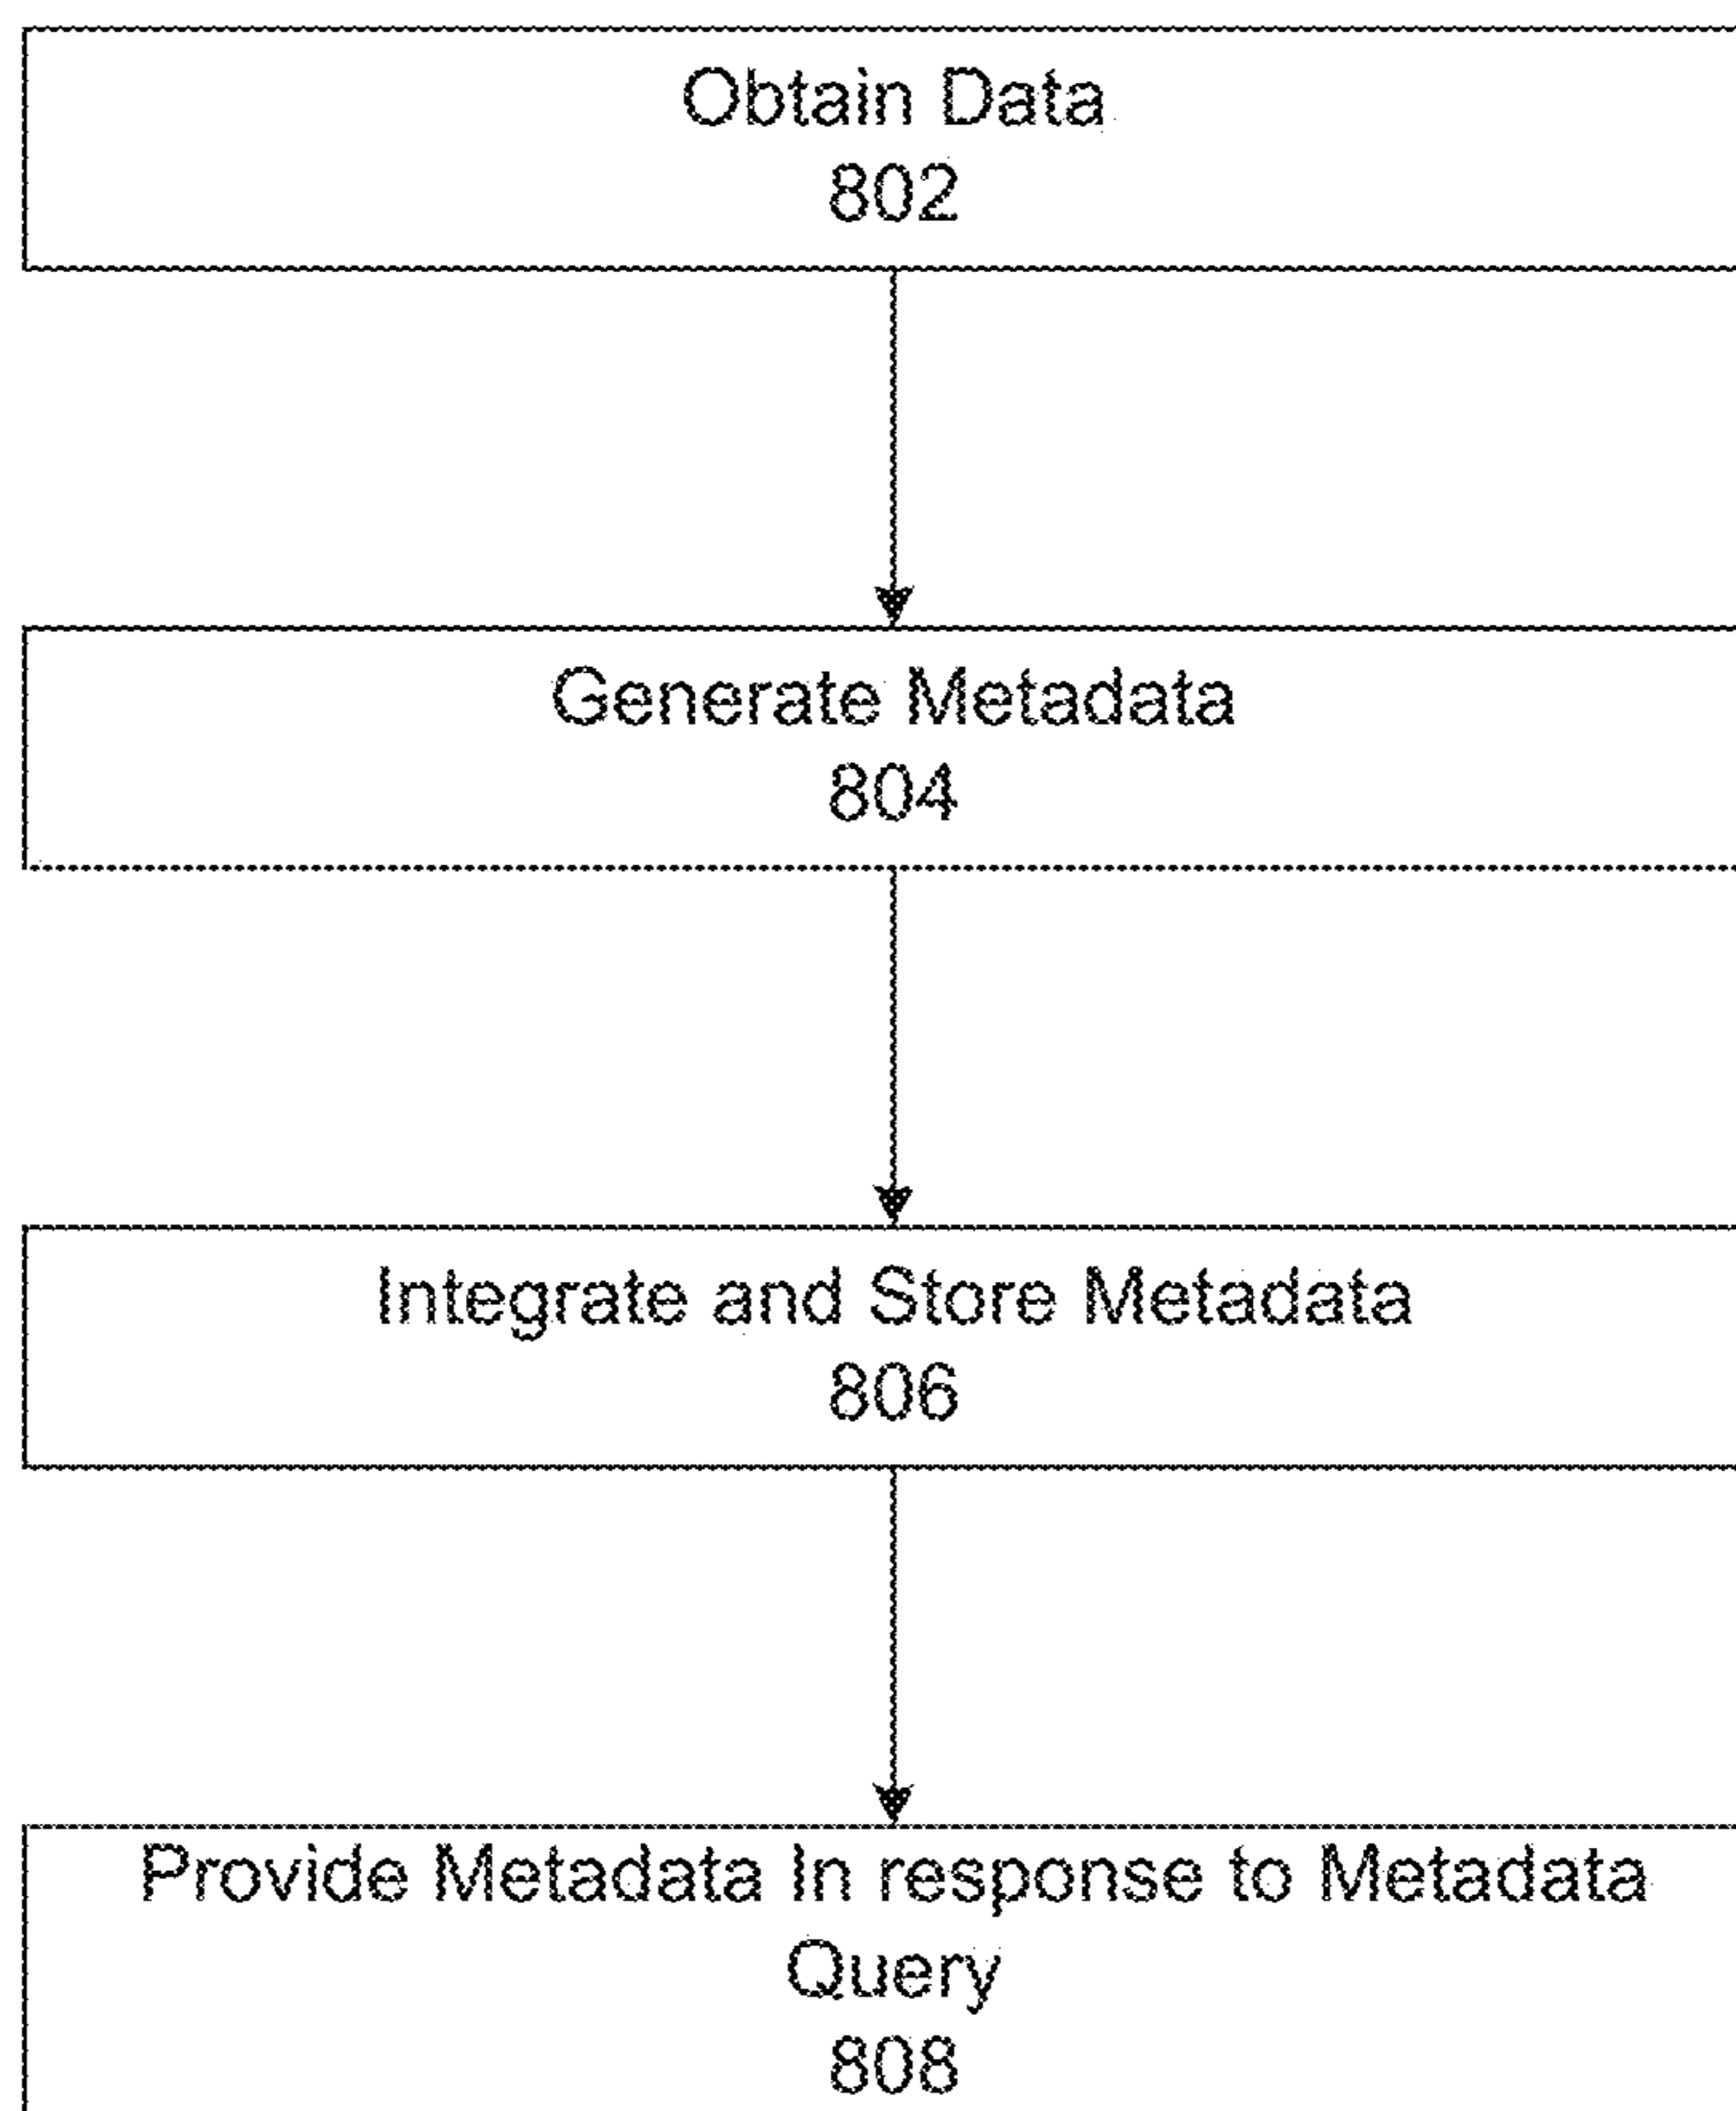 Obtain Data
802
Generate Metadata
804
Integrate and Store Metadata
806
Provide Metadata In response to Metadata
Query
808